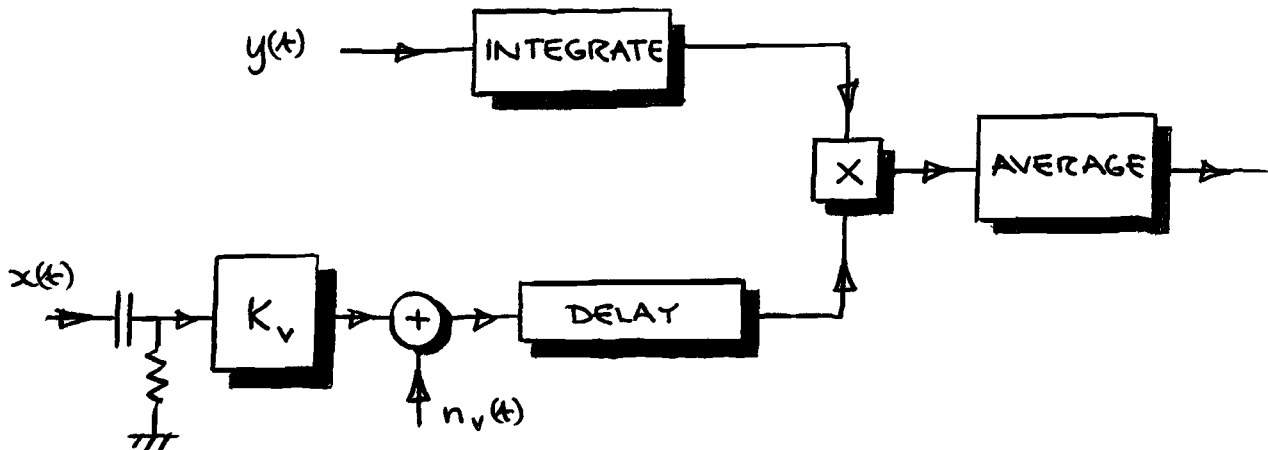 y(t)
INTEGRATE
X
AVERAGE
x(t)
Kv
+
DELAY
nv(t)